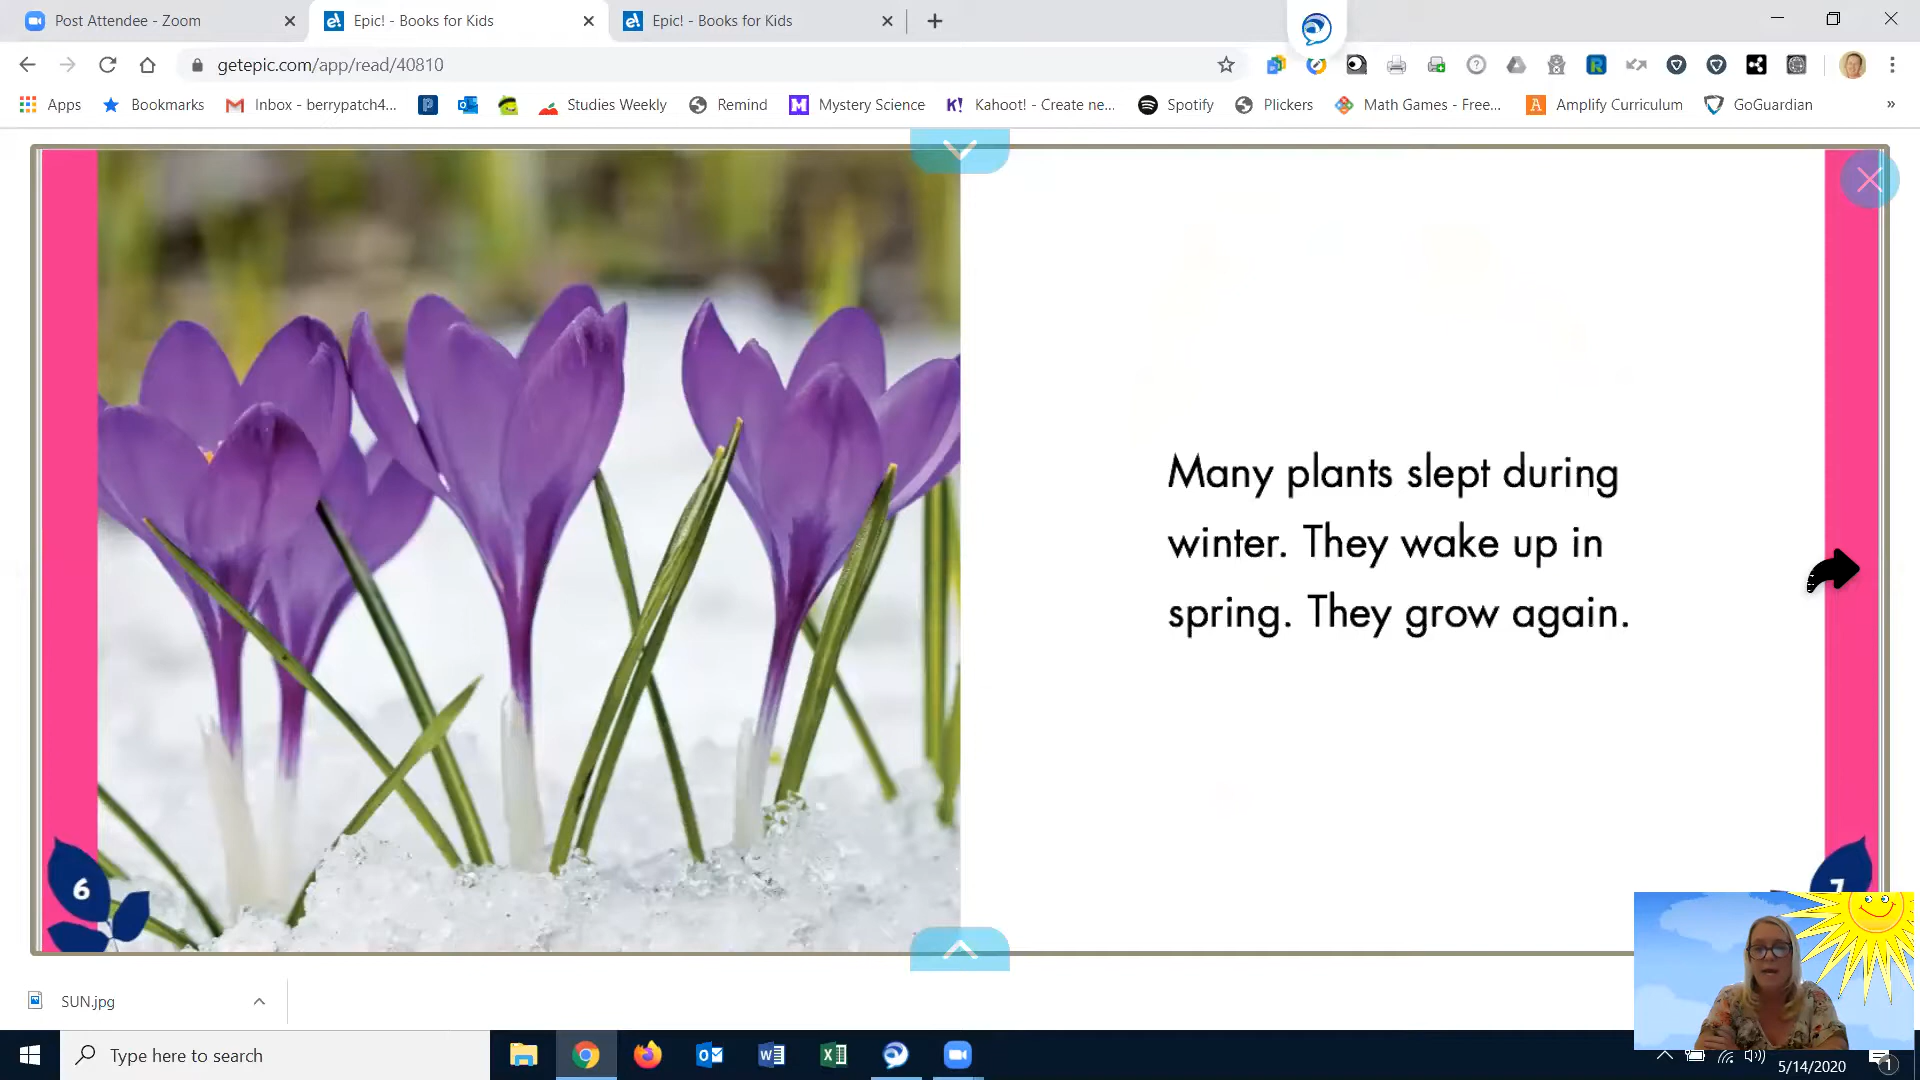 Post Attendee - Zoom
Epic! - Books for Kids
Epic! - Books for Kids
getepic.com/app/read/40810
Apps
Bookmarks
Inbox - berrypatch4...
Studies Weekly
Remind
Mystery Science
K! Kahoot! - Create ne...
Spotify
Plickers
Math Games - Free...
Amplify Curriculum
GoGuardian
»
Many plants slept during
winter. They wake up in
spring. They grow again.
6
SUN.jpg
Type here to search
5/14/2020
1